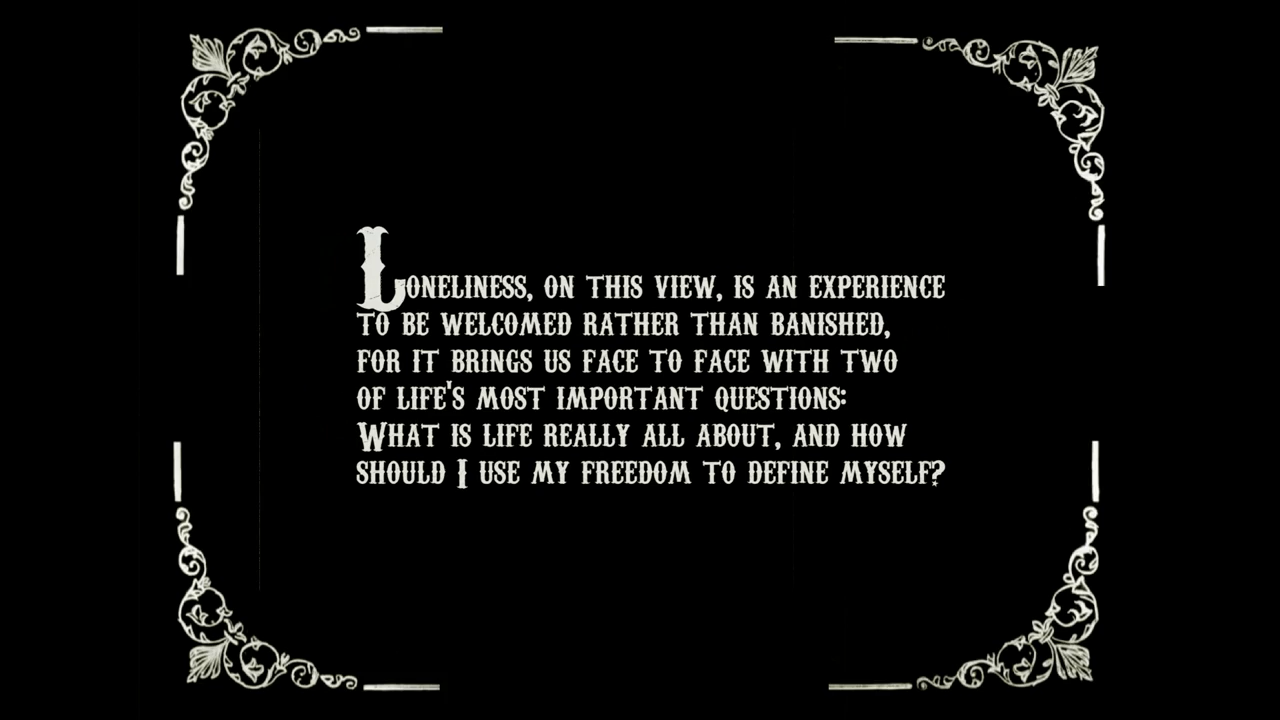 Loneliness, on this view, is an experience
to be welcomed rather than banished,
for it brings us face to face with two
of life's most important questions:
What is life really all about, and how
should I use my freedom to define myself?